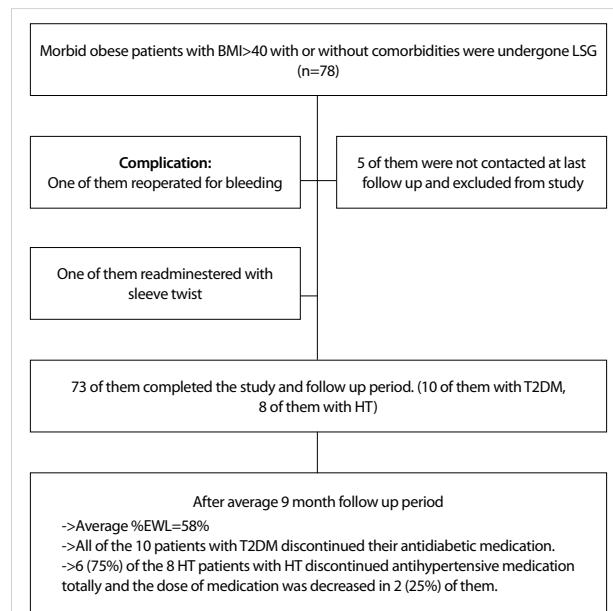 Morbid obese patients with BMI>40 with or without comorbidities were undergone LSG
(n=78)
Complication:
One of them reoperated for bleeding
5 of them were not contacted at last
follow up and excluded from study
One of them readminestered with
sleeve twist
73 of them completed the study and follow up period. (10 of them with T2DM,
8 of them with HT)
After average 9 month follow up period
->Average %EWL=58%
->All of the 10 patients with T2DM discontinued their antidiabetic medication.
->6 (75%) of the 8 HT patients with HT discontinued antihypertensive medication
totally and the dose of medication was decreased in 2 (25%) of them.